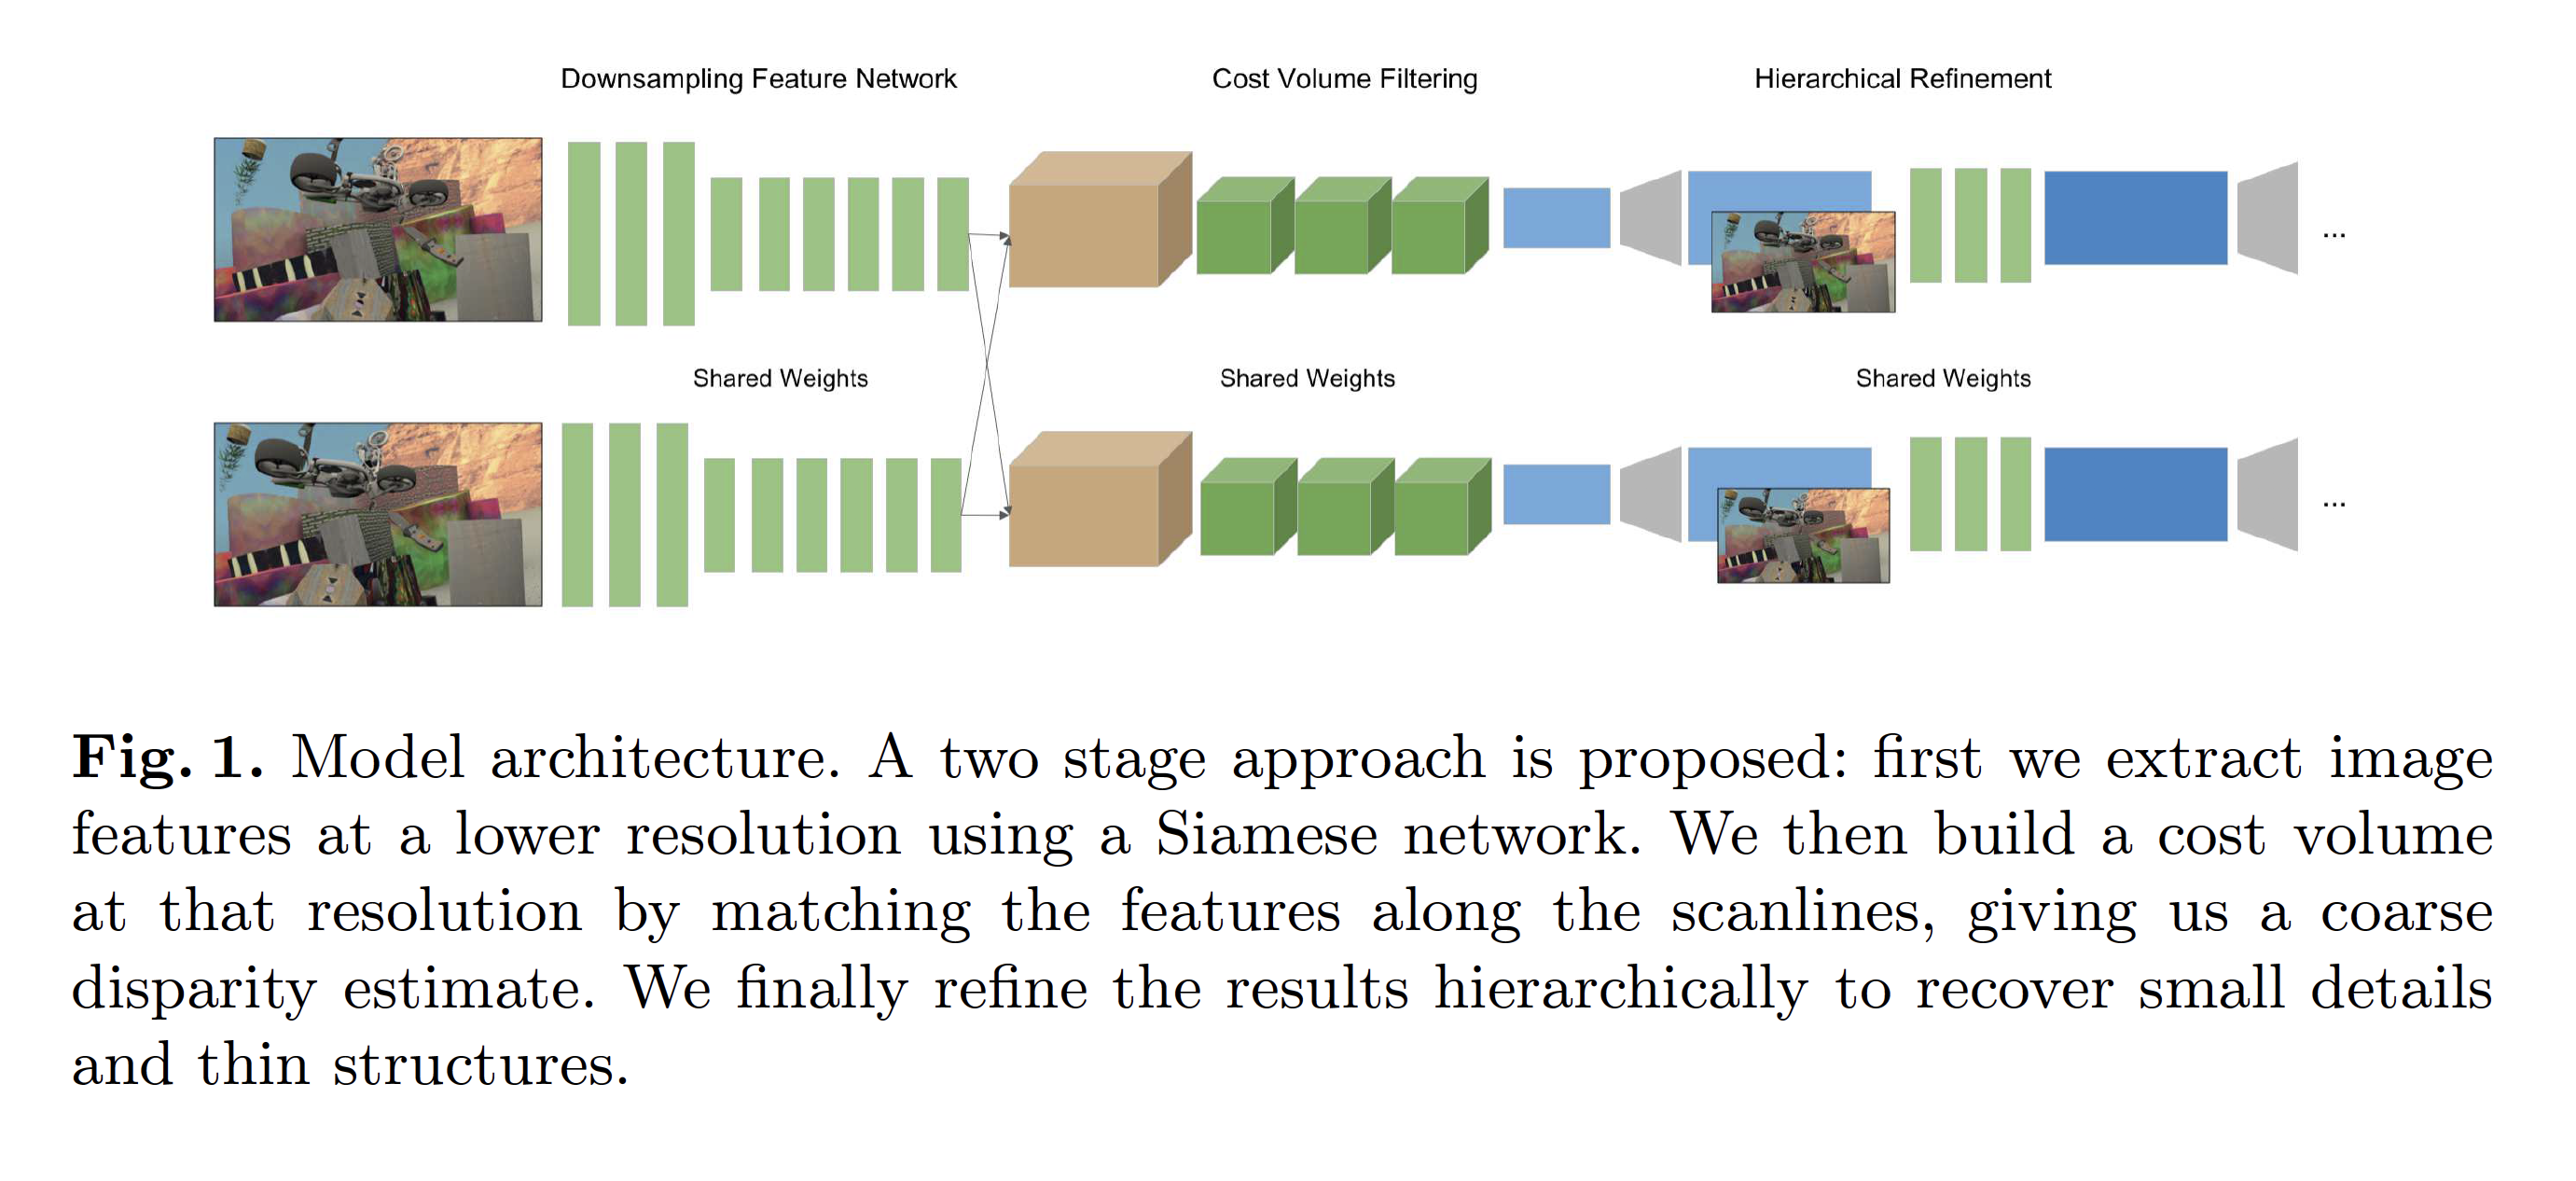 Downsampling Feature Network
Cost Volume Filtering
Hierarchical Refinement
...
Shared Weights
Shared Weights
Shared Weights
...
Fig. 1. Model architecture. A two stage approach is proposed: first we extract image
features at a lower resolution using a Siamese network. We then build a cost volume
at that resolution by matching the features along the scanlines, giving us a coarse
disparity estimate. We finally refine the results hierarchically to recover small details
and thin structures.